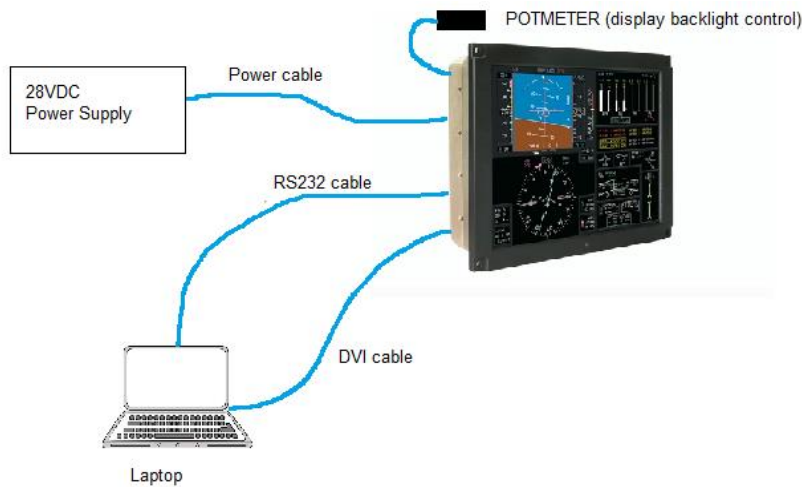 POTMETER (display backlight control)
Power cable
28VDC
Power Supply
RS232 cable
DVI cable
Laptop